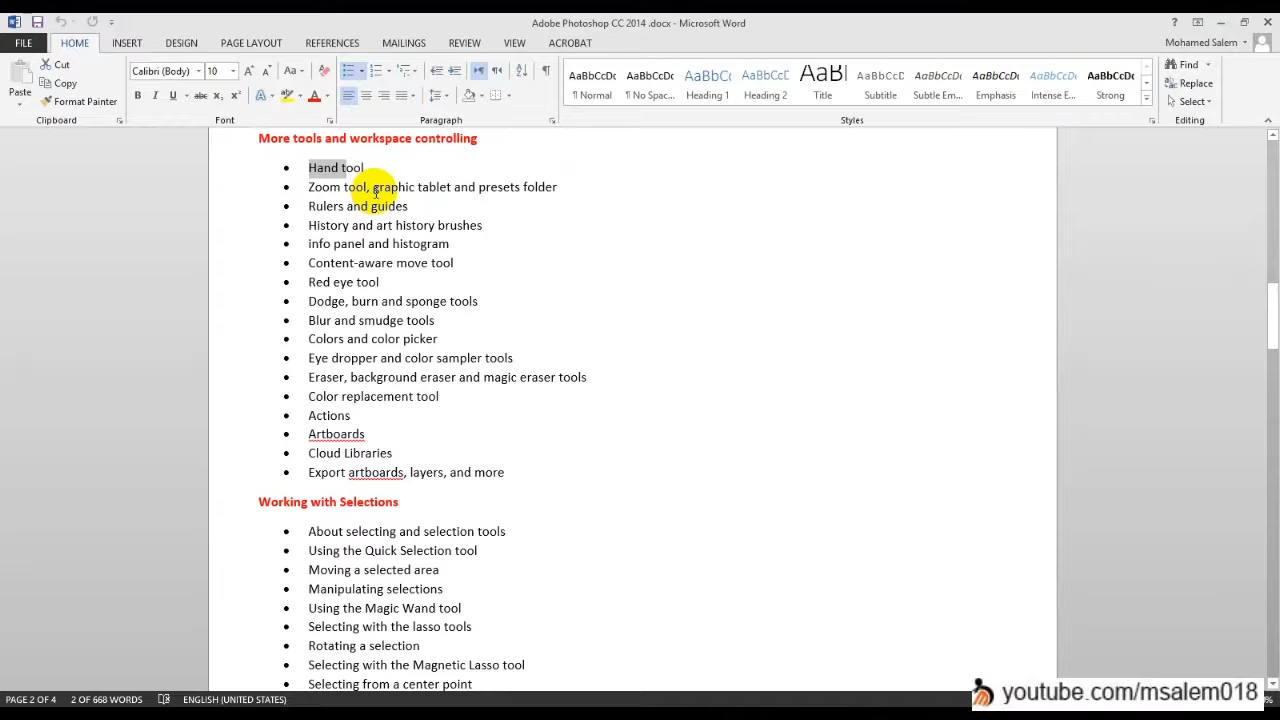 Adobe Photoshop CC 2014 .docx - Microsoft Word
FILE HOME INSERT DESIGN PAGE LAYOUT REFERENCES MAILINGS REVIEW VIEW ACROBAT Mohamed Salem
Paste
Cut
Copy
Format Painter
Clipboard
Calibri (Body) 10
Font
Paragraph
AaBbCcDc AaBbCcDc AaBbCc AaBbCcD AaB AaBbCcD AaBbCcDc AaBbCcDc AaBbCcDc AaBbCcDc
¶ Normal ¶ No Spac... Heading 1 Heading 2 Title Subtitle Subtle Em... Emphasis Intense E... Strong
Styles
Find
Replace
Select
Editing
More tools and workspace controlling
• Hand tool
• Zoom tool, graphic tablet and presets folder
• Rulers and guides
• History and art history brushes
• info panel and histogram
• Content-aware move tool
• Red eye tool
• Dodge, burn and sponge tools
• Blur and smudge tools
• Colors and color picker
• Eye dropper and color sampler tools
• Eraser, background eraser and magic eraser tools
• Color replacement tool
• Actions
• Artboards
• Cloud Libraries
• Export artboards, layers, and more
Working with Selections
• About selecting and selection tools
• Using the Quick Selection tool
• Moving a selected area
• Manipulating selections
• Using the Magic Wand tool
• Selecting with the lasso tools
• Rotating a selection
• Selecting with the Magnetic Lasso tool
• Selecting from a center point
PAGE 2 OF 4 2 OF 668 WORDS ENGLISH (UNITED STATES)
youtube.com/msalem018